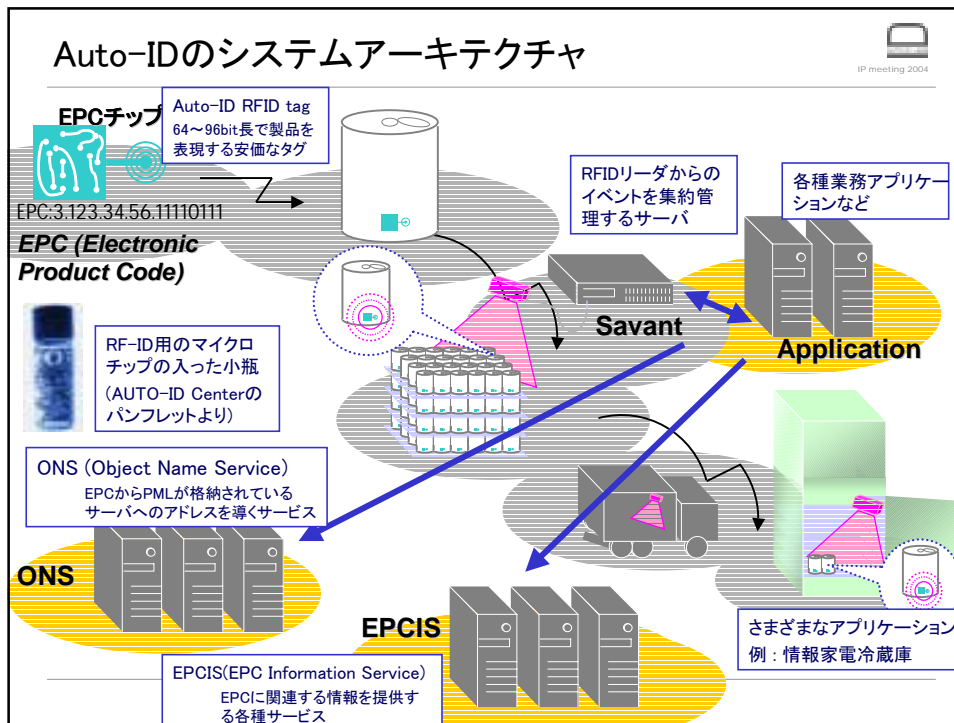 Auto-IDのシステムアーキテクチャ
IP meeting 2004
EPCチップ
Auto-ID RFID tag
64～96bit長で製品を
表現する安価なタグ
EPC:3.123.34.56.11110111
EPC (Electronic
Product Code)
RFIDリーダからの
イベントを集約管
理するサーバ
各種業務アプリケー
ションなど
Savant
Application
RF-ID用のマイクロ
チップの入った小瓶
(AUTO-ID Centerの
パンフレットより)
ONS (Object Name Service)
EPCからPMLが格納されている
サーバへのアドレスを導くサービス
ONS
EPCIS
EPCIS(EPC Information Service)
EPCに関連する情報を提供す
る各種サービス
さまざまなアプリケーション
例：情報家電冷蔵庫